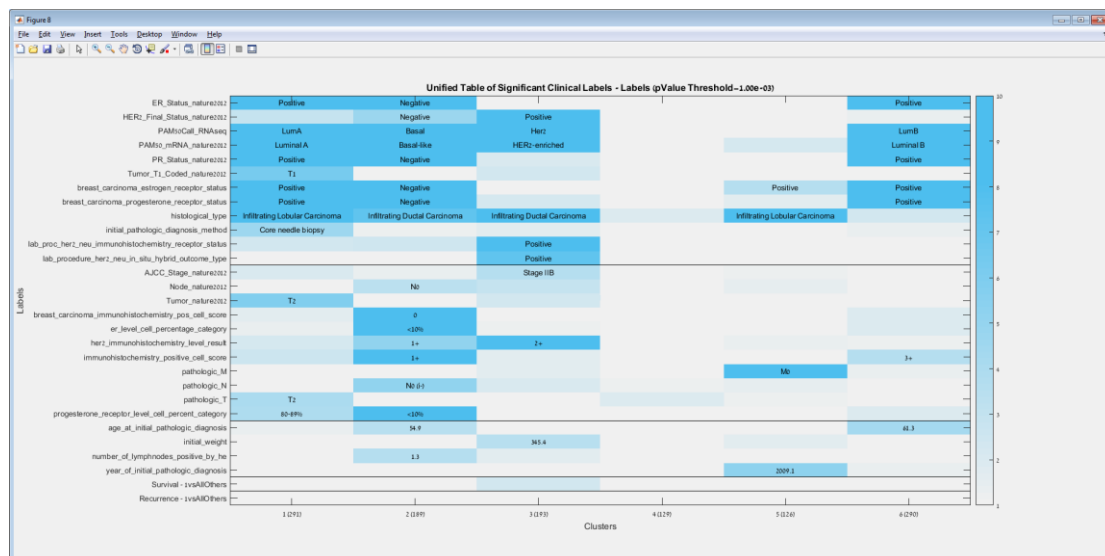 Figure 8
File Edit View Insert Tools Desktop Window Help
Unified Table of Significant Clinical Labels - Labels (pValue Threshold=1.00e-03)
ER_Status_nature2012 Positive Negative Positive
HER2_Final_Status_nature2012 Negative Positive
PAM50Call_RNAseq LumA Basal Her2 LumB
PAM50_mRNA_nature2012 Luminal A Basal-like HER2-enriched Luminal B
PR_Status_nature2012 Positive Negative Positive
Tumor_T1_Coded_nature2012 T1
breast_carcinoma_estrogen_receptor_status Positive Negative Positive Positive
breast_carcinoma_progesterone_receptor_status Positive Negative Positive
histological_type Infiltrating Lobular Carcinoma Infiltrating Ductal Carcinoma Infiltrating Ductal Carcinoma Infiltrating Lobular Carcinoma
initial_pathologic_diagnosis_method Core needle biopsy
lab_proc_her2_neu_immunohistochemistry_receptor_status Positive
lab_procedure_her2_neu_in_situ_hybrid_outcome_type Positive
AJCC_Stage_nature2012 Stage IIB
Node_nature2012 N0
Tumor_nature2012 T2
breast_carcinoma_immunohistochemistry_pos_cell_score 0
er_level_cell_percentage_category <10%
her2_immunohistochemistry_level_result 1+ 2+
immunohistochemistry_positive_cell_score 1+ 3+
pathologic_M M0
pathologic_N N0 (i-)
pathologic_T T2
progesterone_receptor_level_cell_percent_category 80-89% <10%
age_at_initial_pathologic_diagnosis 54.9 61.3
initial_weight 345.6
number_of_lymphnodes_positive_by_he 1.3
year_of_initial_pathologic_diagnosis 2009.1
Survival - 1vsAllOthers
Recurrence - 1vsAllOthers
1 (291) 2 (189) 3 (193) 4 (129) 5 (126) 6 (290)
Clusters
Labels
10
9
8
7
6
5
4
3
2
1